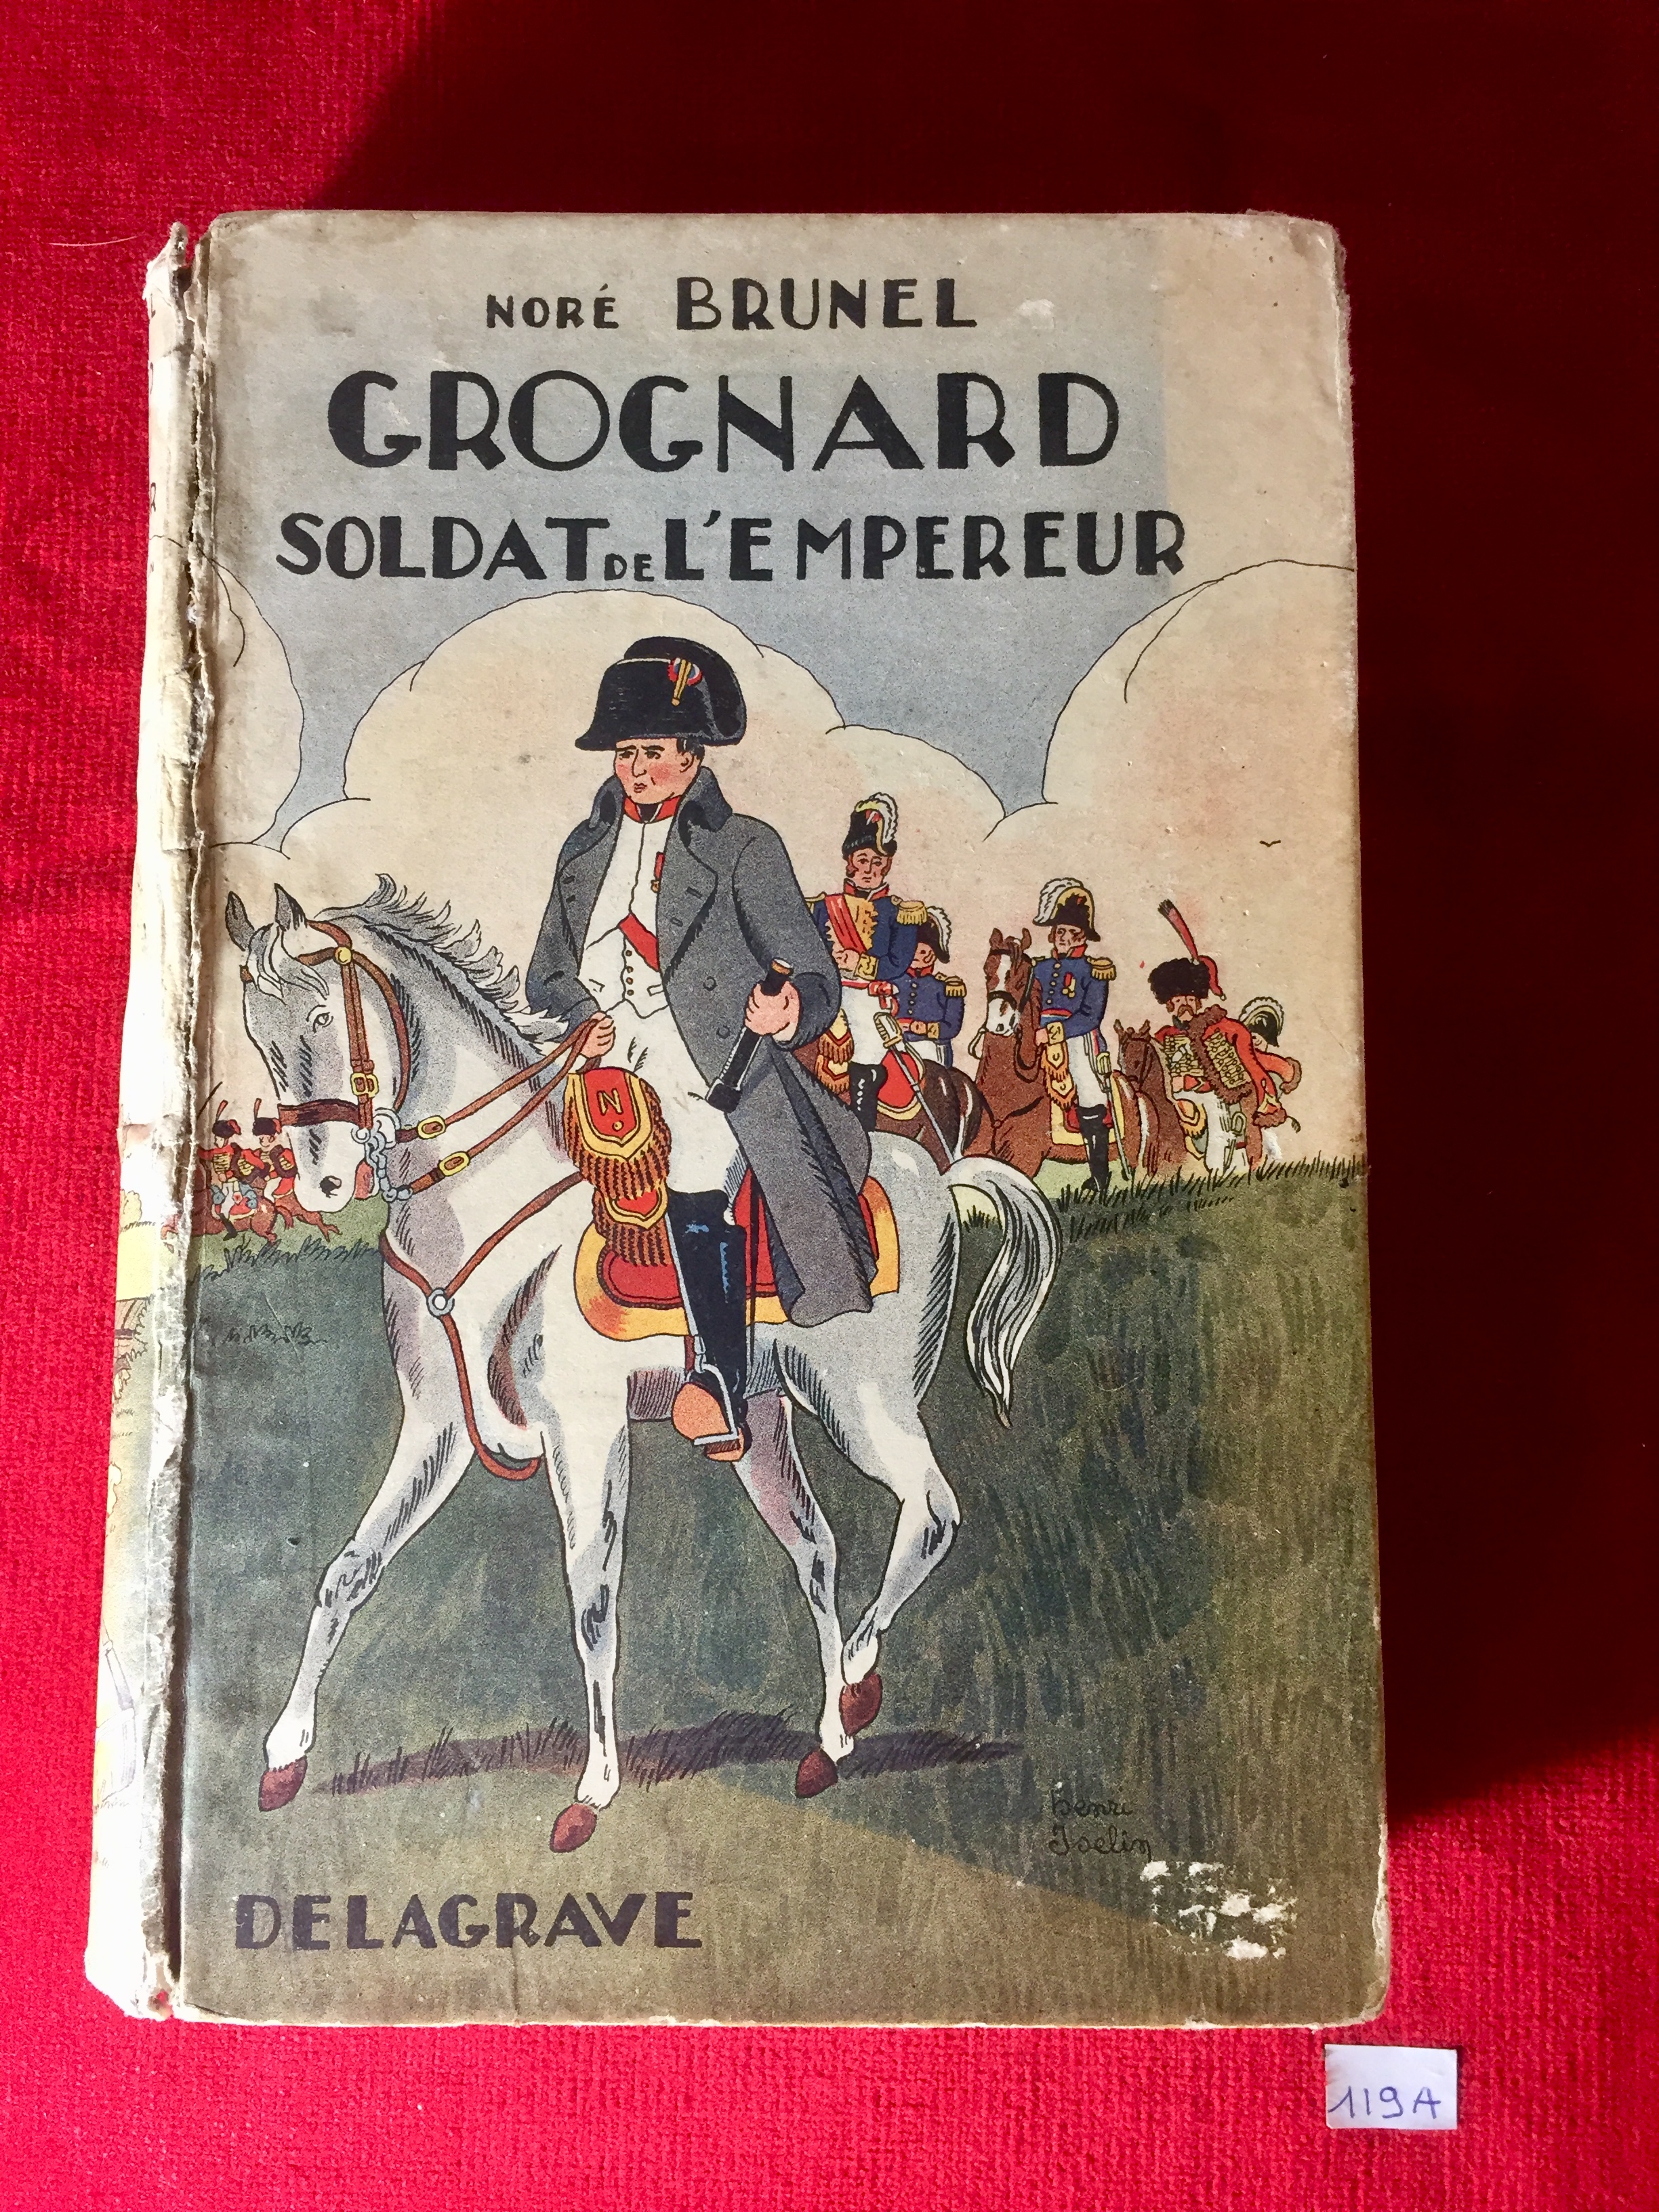 NORÉ BRUNEL
GROGNARD
SOLDAT DE L'EMPEREUR
N
henri
Iselin
DELAGRAVE
119A